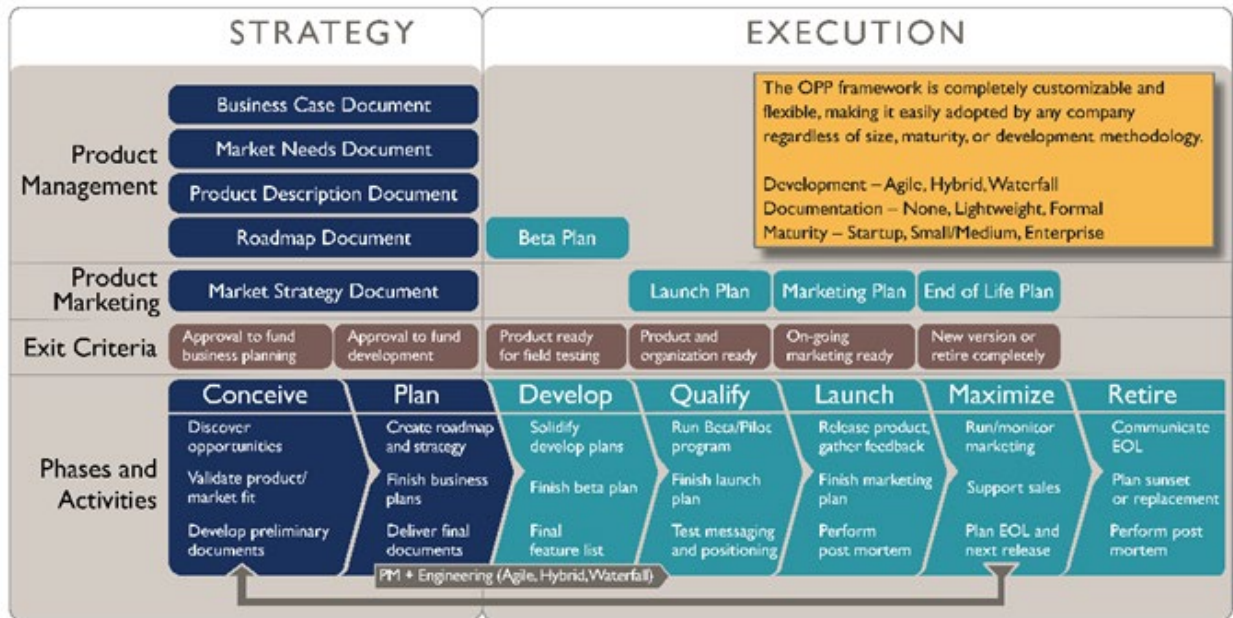 STRATEGY
EXECUTION
Product
Management
Business Case Document
Market Needs Document
Product Description Document
Roadmap Document
Beta Plan
The OPP framework is completely customizable and
flexible, making it easily adopted by any company
regardless of size, maturity, or development methodology.
Development – Agile, Hybrid, Waterfall
Documentation – None, Lightweight, Formal
Maturity – Startup, Small/Medium, Enterprise
Product
Marketing
Market Strategy Document
Launch Plan
Marketing Plan
End of Life Plan
Exit Criteria
Approval to fund
business planning
Approval to fund
development
Product ready
for field testing
Product and
organization ready
On-going
marketing ready
New version or
retire completely
Phases and
Activities
Conceive
Discover
opportunities
Validate product/
market fit
Develop preliminary
documents
Plan
Create roadmap
and strategy
Finish business
plans
Deliver final
documents
Develop
Solidify
develop plans
Finish beta plan
Final
feature list
Qualify
Run Beta/Pilot
program
Finish launch
plan
Test messaging
and positioning
Launch
Release product,
gather feedback
Finish marketing
plan
Perform
post mortem
Maximize
Run/monitor
marketing
Support sales
Plan EOL and
next release
Retire
Communicate
EOL
Plan sunset
or replacement
Perform post
mortem
PM + Engineering (Agile, Hybrid, Waterfall)